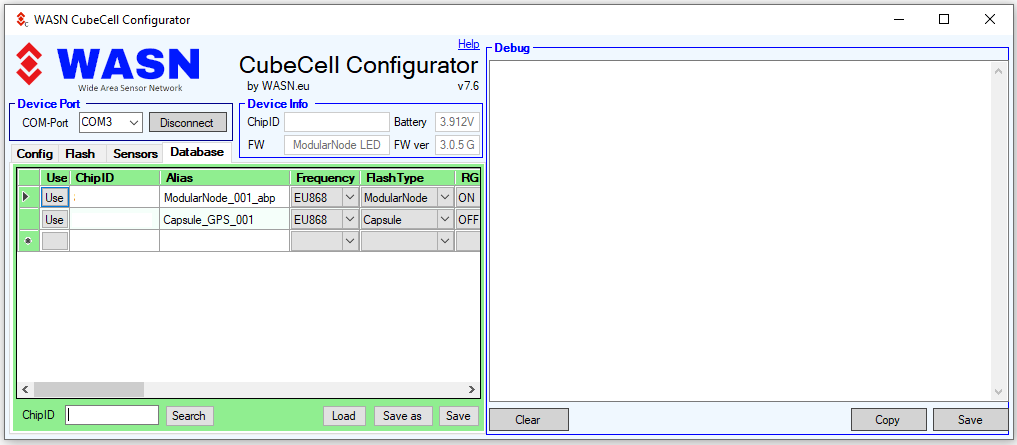 WASN CubeCell Configurator
WASN
Wide Area Sensor Network
Help
CubeCell Configurator
by WASN.eu
v7.6
Device Port
COM-Port COM3 Disconnect
Device Info
ChipID Battery 3.912V
FW ModularNode LED FW ver 3.0.5 G
Config Flash Sensors Database
Use ChipID Alias Frequency FlashType RG
Use ModularNode_001_abp EU868 ModularNode ON
Use Capsule_GPS_001 EU868 Capsule OFF
ChipID Search Load Save as Save
Debug
Clear Copy Save